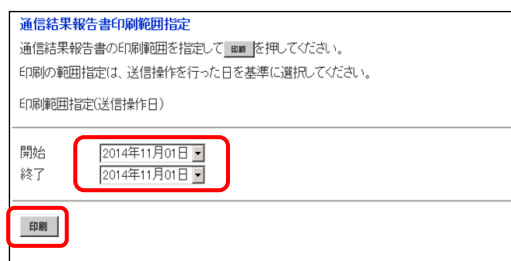 通信結果報告書印刷範囲指定
通信結果報告書の印刷範囲を指定して 印刷 を押してください。
印刷の範囲指定は、送信操作を行った日を基準に選択してください。
印刷範囲指定(送信操作日)
開始 2014年11月01日
終了 2014年11月01日
印刷